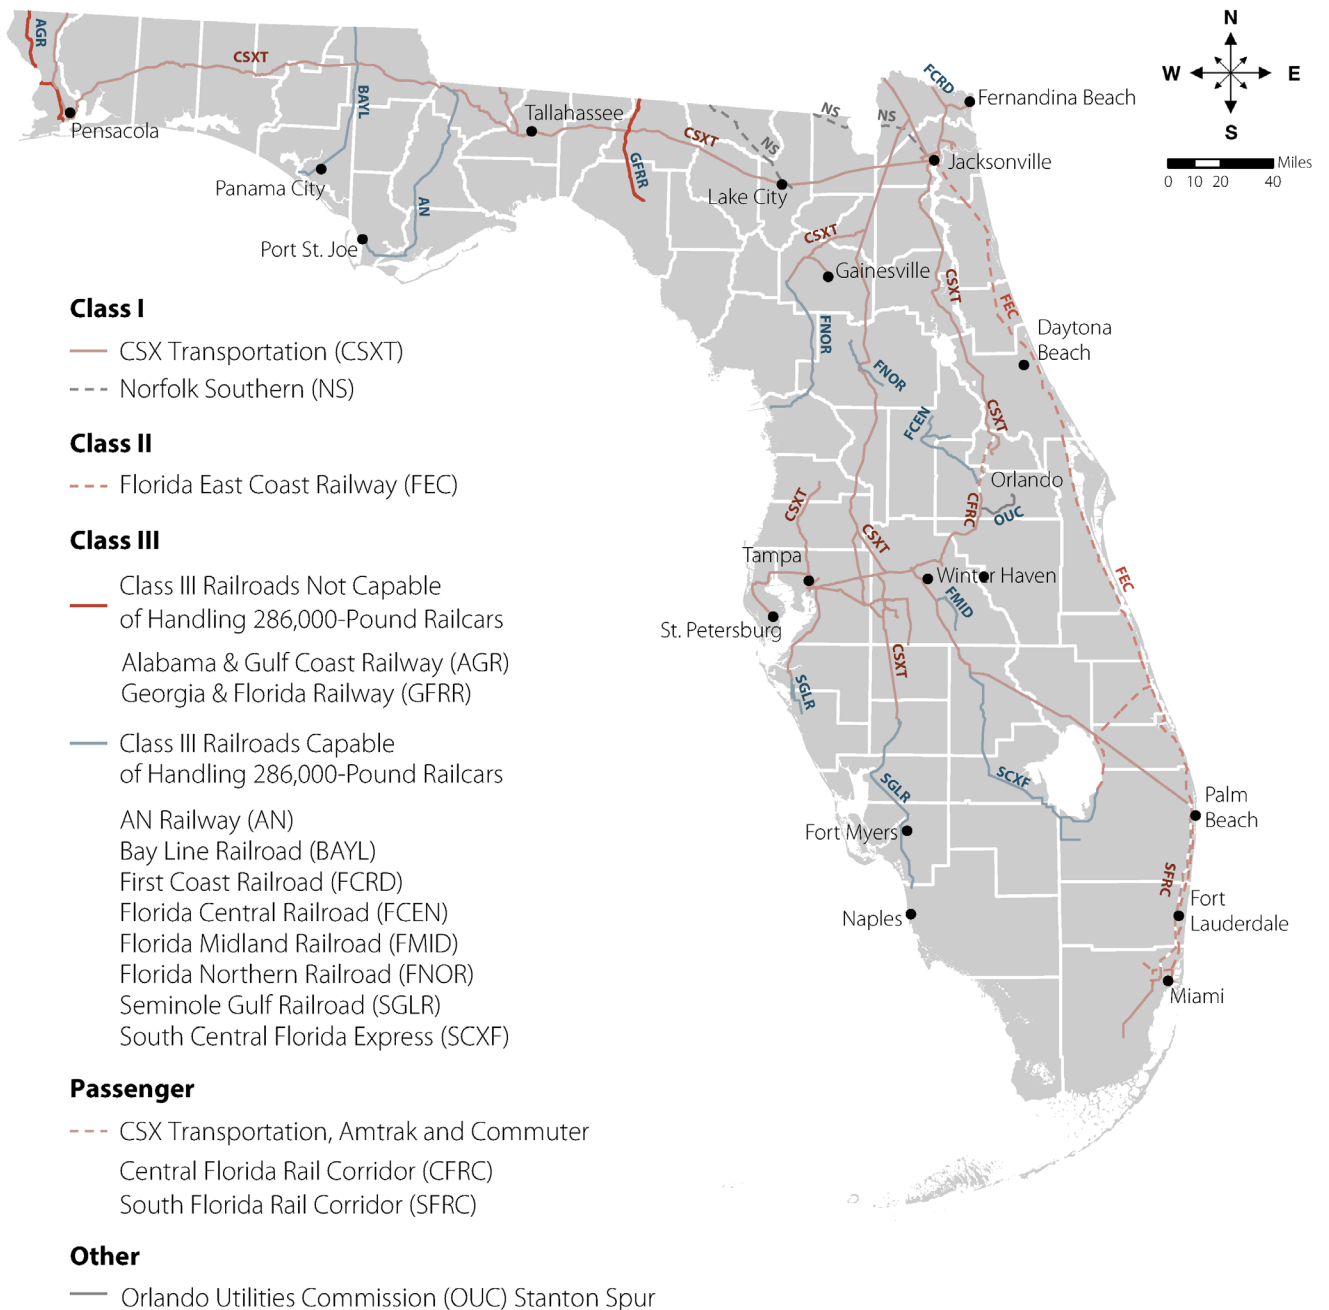 AGR
CSXT
BAYL
Pensacola
Panama City
AN
Port St. Joe
Tallahassee
GFRR
CSXT
NS
NS
NS
Lake City
FCRD
Fernandina Beach
Jacksonville
N
W
E
S
Miles
0 10 20 40
CSXT
Gainesville
CSXT
FEC
Daytona
Beach
FNOR
FNOR
FCEN
CSXT
Orlando
CSXT
CFRC
OUC
CSXT
Tampa
Winter Haven
FMID
FEC
St. Petersburg
CSXT
SGLR
SGLR
SCXF
Palm
Beach
Fort Myers
SFRC
Fort
Lauderdale
Naples
Miami
Class I
CSX Transportation (CSXT)
Norfolk Southern (NS)
Class II
Florida East Coast Railway (FEC)
Class III
Class III Railroads Not Capable
of Handling 286,000-Pound Railcars
Alabama & Gulf Coast Railway (AGR)
Georgia & Florida Railway (GFRR)
Class III Railroads Capable
of Handling 286,000-Pound Railcars
AN Railway (AN)
Bay Line Railroad (BAYL)
First Coast Railroad (FCRD)
Florida Central Railroad (FCEN)
Florida Midland Railroad (FMID)
Florida Northern Railroad (FNOR)
Seminole Gulf Railroad (SGLR)
South Central Florida Express (SCXF)
Passenger
CSX Transportation, Amtrak and Commuter
Central Florida Rail Corridor (CFRC)
South Florida Rail Corridor (SFRC)
Other
Orlando Utilities Commission (OUC) Stanton Spur